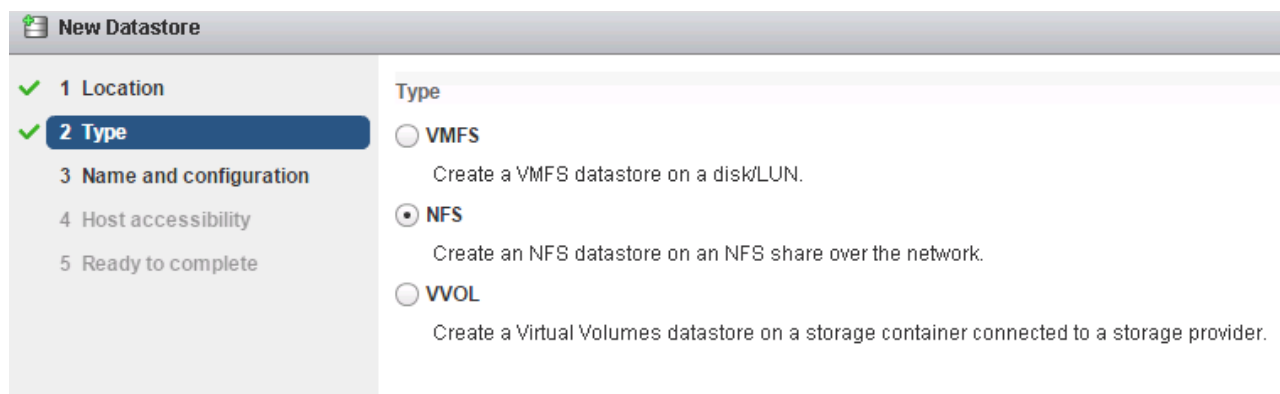 New Datastore
1 Location
2 Type
3 Name and configuration
4 Host accessibility
5 Ready to complete
Type
VMFS
Create a VMFS datastore on a disk/LUN.
NFS
Create an NFS datastore on an NFS share over the network.
VVOL
Create a Virtual Volumes datastore on a storage container connected to a storage provider.